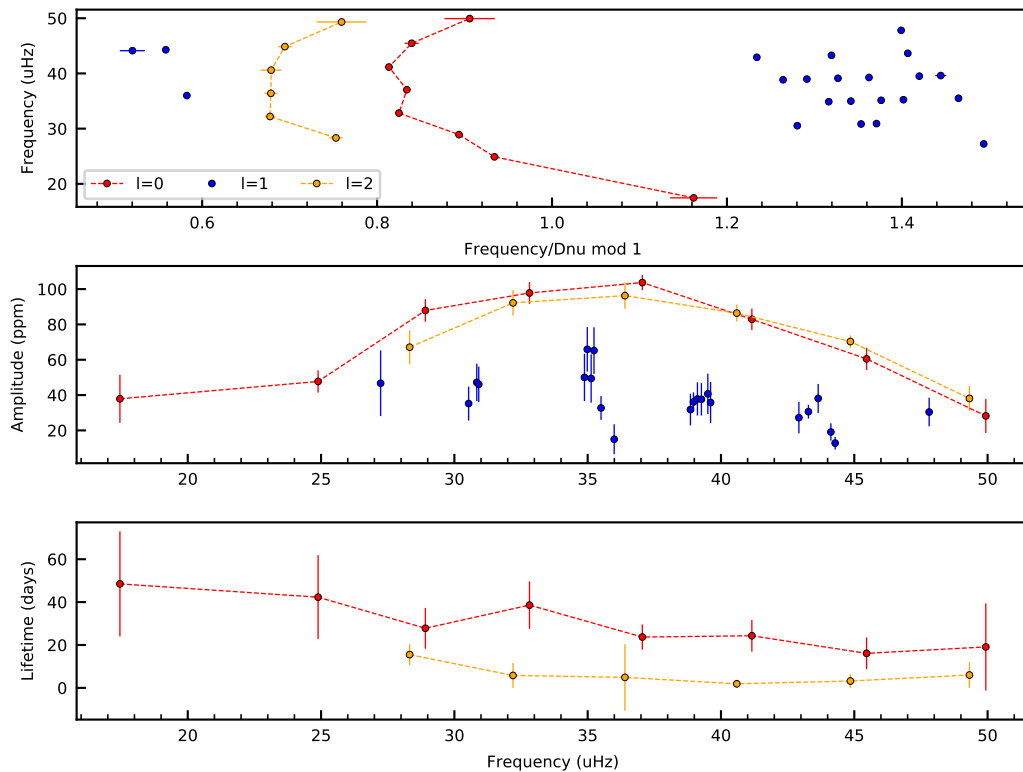 50
40
30
20
Frequency (uHz)
l=0 l=1 l=2
0.6 0.8 1.0 1.2 1.4
Frequency/Dnu mod 1
100
80
60
40
20
Amplitude (ppm)
20 25 30 35 40 45 50
60
40
20
0
Lifetime (days)
20 25 30 35 40 45 50
Frequency (uHz)